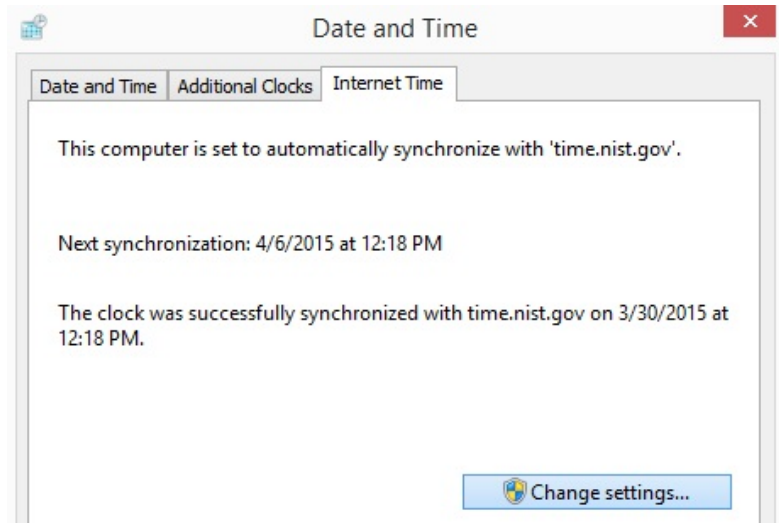 Date and Time
Date and Time Additional Clocks Internet Time
This computer is set to automatically synchronize with 'time.nist.gov'.
Next synchronization: 4/6/2015 at 12:18 PM
The clock was successfully synchronized with time.nist.gov on 3/30/2015 at
12:18 PM.
Change settings...